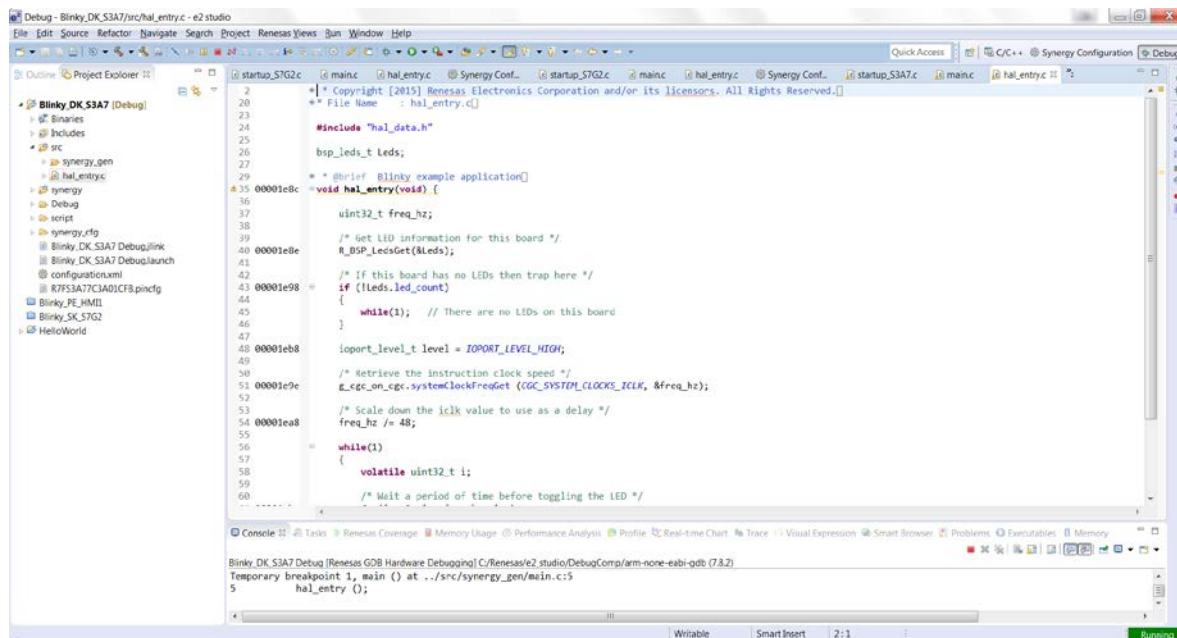 Debug - Blinky_DK_S3A7/src/hal_entry.c - e2 studio
File Edit Source Refactor Navigate Search Project Renesas Views Run Window Help
Quick Access C/C++ Synergy Configuration Debug
Outline Project Explorer
startup_S7G2.c main.c hal_entry.c Synergy Conf... startup_S7G2.c main.c hal_entry.c Synergy Conf... startup_S3A7.c main.c hal_entry.c
Blinky_DK_S3A7 [Debug]
Binaries
Includes
src
synergy_gen
hal_entry.c
synergy
Debug
script
synergy_cfg
Blinky_DK_S3A7 Debug.jlink
Blinky_DK_S3A7 Debug.launch
configuration.xml
R7FS3A77C3A01CFB.pincfg
Blinky_PE_HMI1
Blinky_SK_S7G2
HelloWorld
2 * * Copyright [2015] Renesas Electronics Corporation and/or its licensors. All Rights Reserved.
20 * * File Name : hal_entry.c
23
24 #include "hal_data.h"
25
26 bsp_leds_t Leds;
27
29 * * @brief Blinky example application
35 00001e8c void hal_entry(void) {
36
37 uint32_t freq_hz;
38
39 /* Get LED information for this board */
40 00001e8e R_BSP_LedsGet(&Leds);
41
42 /* If this board has no LEDs then trap here */
43 00001e98 if (!Leds.led_count)
44 {
45 while(1); // There are no LEDs on this board
46 }
47
48 00001eb8 ioport_level_t level = IOPORT_LEVEL_HIGH;
49
50 /* Retrieve the instruction clock speed */
51 00001e9e g_cgc_on_cgc.systemClockFreqGet (CGC_SYSTEM_CLOCKS_ICLK, &freq_hz);
52
53 /* Scale down the iclk value to use as a delay */
54 00001ea8 freq_hz /= 48;
55
56 while(1)
57 {
58 volatile uint32_t i;
59
60 /* Wait a period of time before toggling the LED */
Console Tasks Renesas Coverage Memory Usage Performance Analysis Profile Real-time Chart Trace Visual Expression Smart Browser Problems Executables Memory
Blinky_DK_S3A7 Debug [Renesas GDB Hardware Debugging] C:/Renesas/e2_studio/DebugComp/arm-none-eabi-gdb (7.8.2)
Temporary breakpoint 1, main () at ../src/synergy_gen/main.c:5
5 hal_entry ();
Writable Smart Insert 2:1 Running